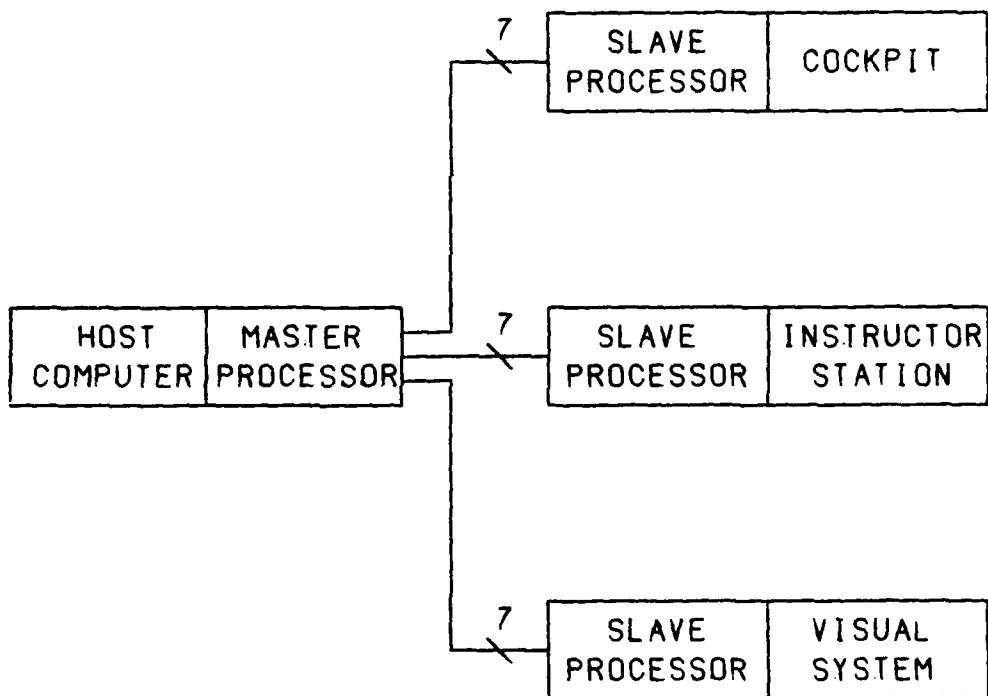 7
SLAVE
PROCESSOR
COCKPIT
HOST
COMPUTER
MASTER
PROCESSOR
7
SLAVE
PROCESSOR
INSTRUCTOR
STATION
7
SLAVE
PROCESSOR
VISUAL
SYSTEM